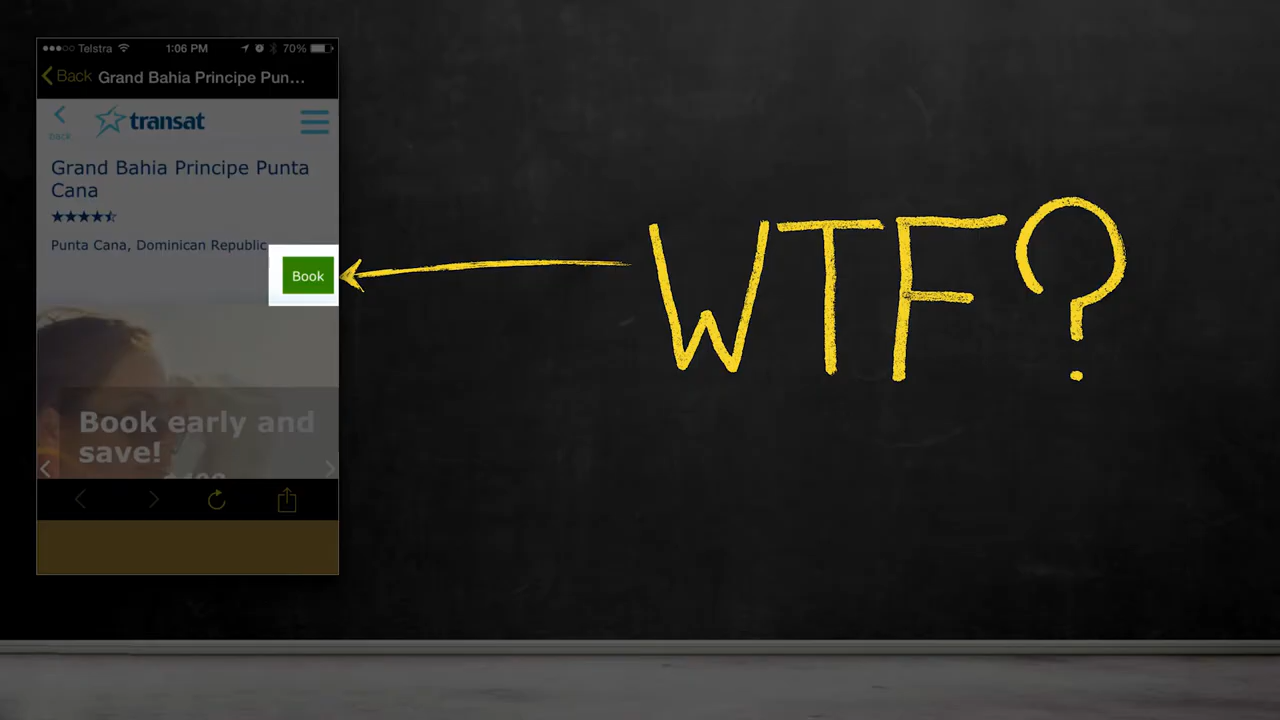 Telstra 1:06 PM 70%
Back Grand Bahia Principe Pun...
Back transat
Grand Bahia Principe Punta
Cana
Punta Cana, Dominican Republic
Book
WTF?
Book early and
save!